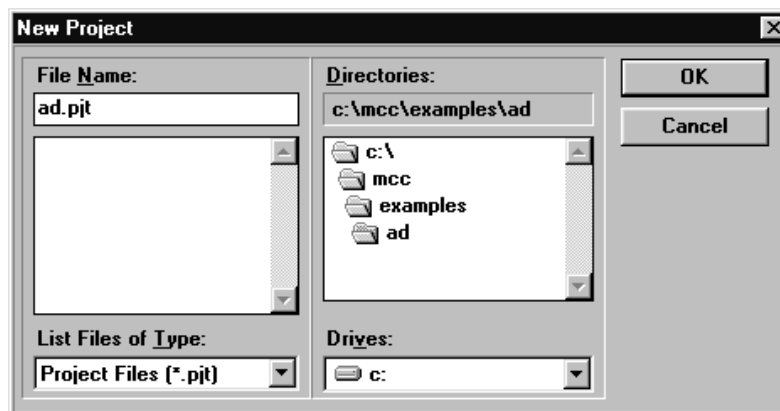 New Project
File Name:
ad.pjt
List Files of Type:
Project Files (*.pjt)
Directories:
c:\mcc\examples\ad
c:\
mcc
examples
ad
Drives:
c:
OK
Cancel